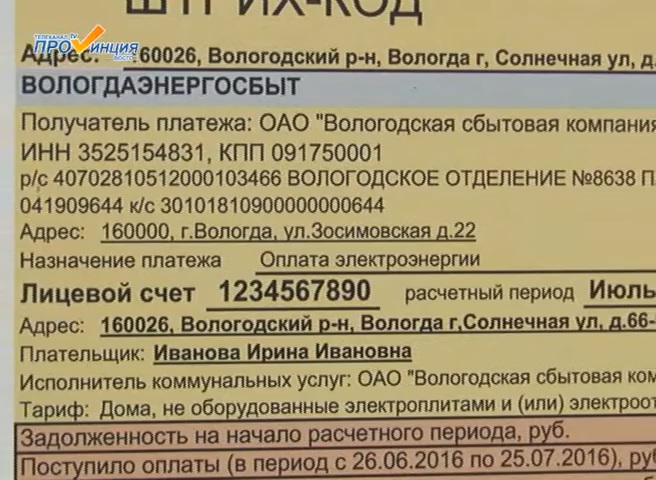 ШТРИХ-КОД
ТЕЛЕКАНАЛ TV
ПРОВИНЦИЯ
Адрес: 160026, Вологодский р-н, Вологда г, Солнечная ул, д.
ВОЛОГДАЭНЕРГОСБЫТ
Получатель платежа: ОАО "Вологодская сбытовая компания
ИНН 3525154831, КПП 091750001
р/с 40702810512000103466 ВОЛОГОДСКОЕ ОТДЕЛЕНИЕ №8638 П
041909644 к/с 30101810900000000644
Адрес: 160000, г.Вологда, ул.Зосимовская д.22
Назначение платежа Оплата электроэнергии
Лицевой счет 1234567890 расчетный период Июль
Адрес: 160026, Вологодский р-н, Вологда г,Солнечная ул, д.66-
Плательщик: Иванова Ирина Ивановна
Исполнитель коммунальных услуг: ОАО "Вологодская сбытовая ком
Тариф: Дома, не оборудованные электроплитами и (или) электроот
Задолженность на начало расчетного периода, руб.
Поступило оплаты (в период с 26.06.2016 по 25.07.2016), ру